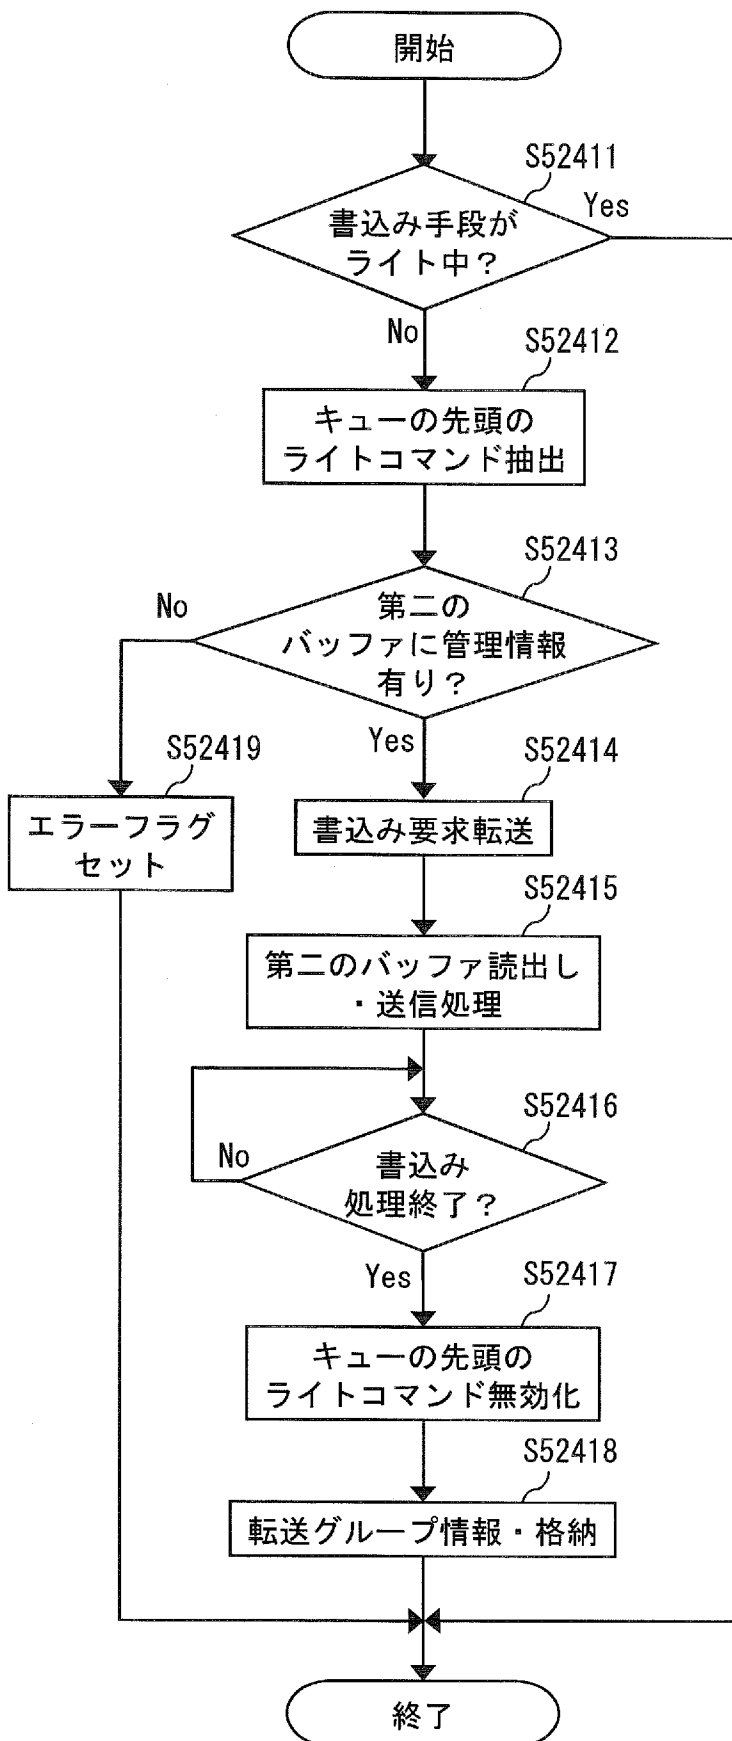 開始
S52411
書込み手段が
ライト中？
Yes
No
S52412
キューの先頭の
ライトコマンド抽出
S52413
第二の
バッファに管理情報
有り？
No
Yes
S52419
エラーフラグ
セット
S52414
書込み要求転送
S52415
第二のバッファ読出し
・送信処理
S52416
書込み
処理終了？
No
Yes
S52417
キューの先頭の
ライトコマンド無効化
S52418
転送グループ情報・格納
終了